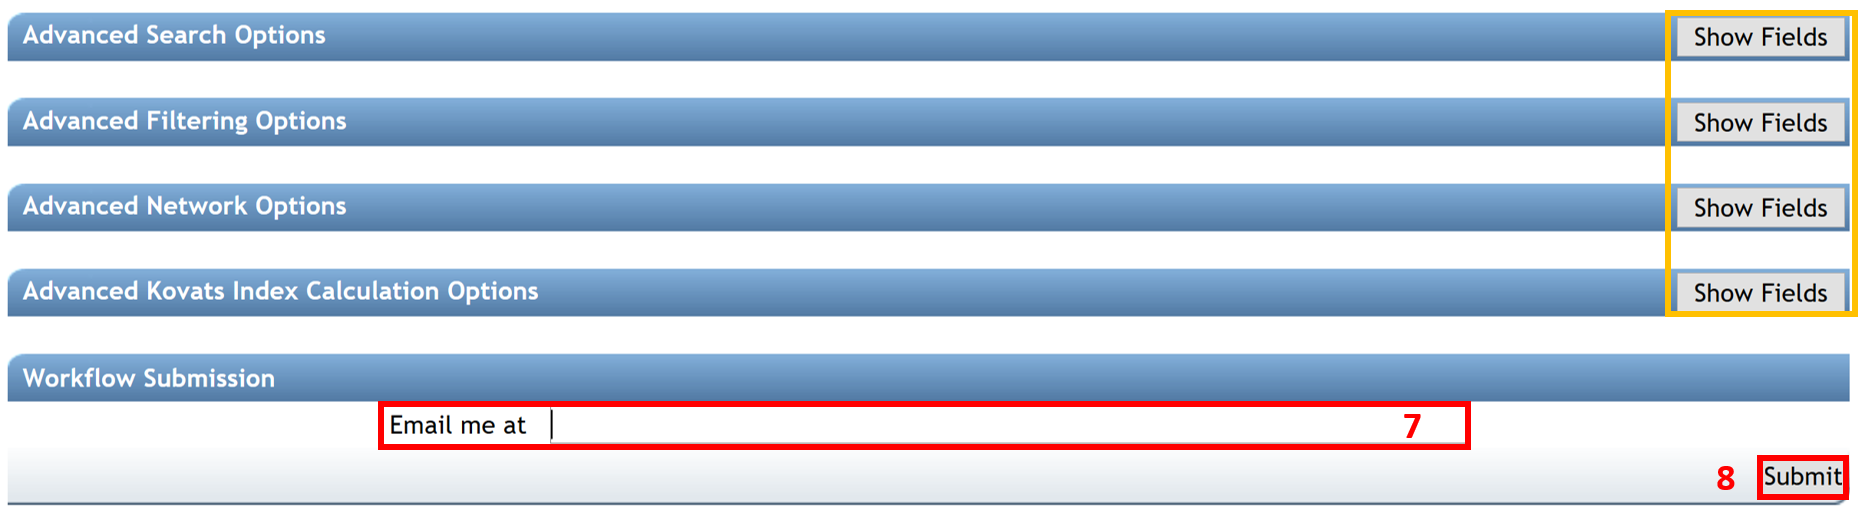 Advanced Search Options Show Fields
Advanced Filtering Options Show Fields
Advanced Network Options Show Fields
Advanced Kovats Index Calculation Options Show Fields
Workflow Submission
Email me at 7
8 Submit